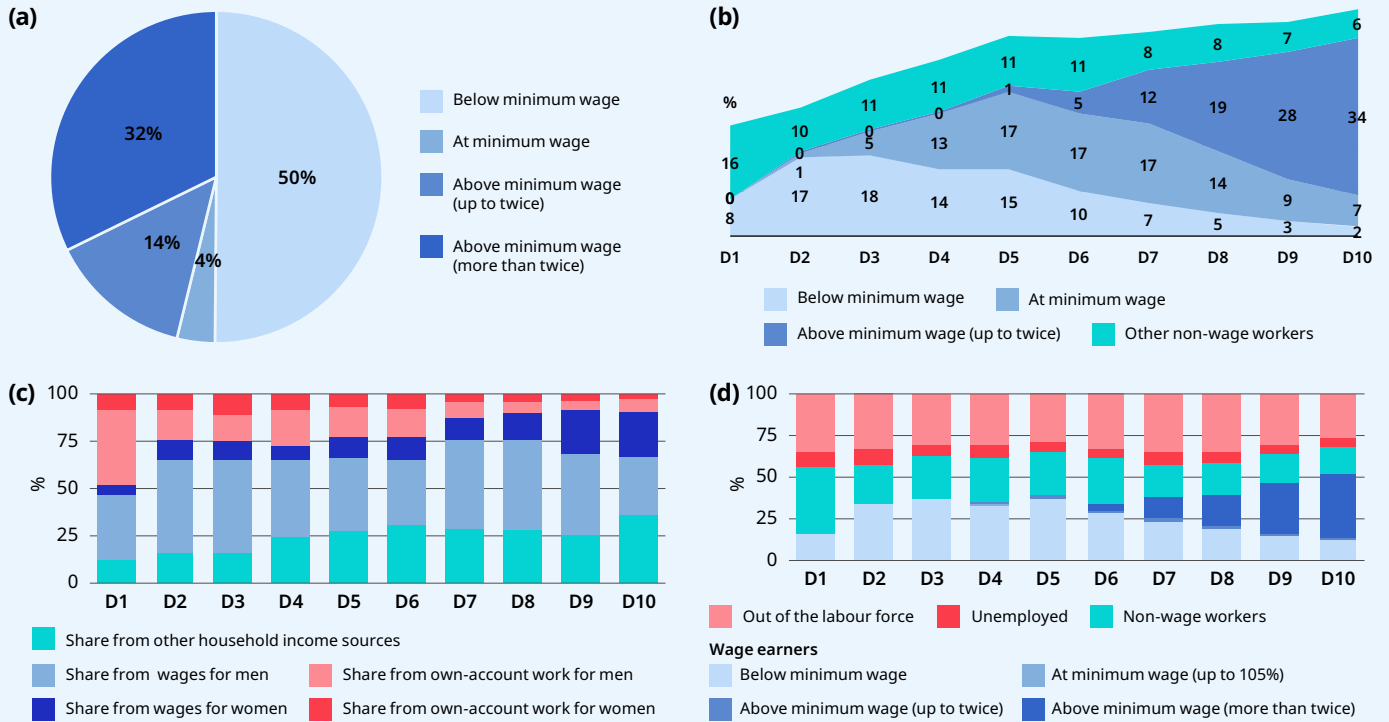 (a)
32%
50%
14%
4%
Below minimum wage
At minimum wage
Above minimum wage
(up to twice)
Above minimum wage
(more than twice)
(b)
%
16 10 11 11 11 11 8 8 7 6
0 0 0 0 1 5 12 19 28 34
1 5 13 17 17 17 14 9 7
8 17 18 14 15 10 7 5 3 2
D1 D2 D3 D4 D5 D6 D7 D8 D9 D10
Below minimum wage At minimum wage
Above minimum wage (up to twice) Other non-wage workers
(c)
%
100
75
50
25
0
D1 D2 D3 D4 D5 D6 D7 D8 D9 D10
Share from other household income sources
Share from wages for men Share from own-account work for men
Share from wages for women Share from own-account work for women
(d)
%
100
75
50
25
0
D1 D2 D3 D4 D5 D6 D7 D8 D9 D10
Out of the labour force Unemployed Non-wage workers
Wage earners
Below minimum wage At minimum wage (up to 105%)
Above minimum wage (up to twice) Above minimum wage (more than twice)